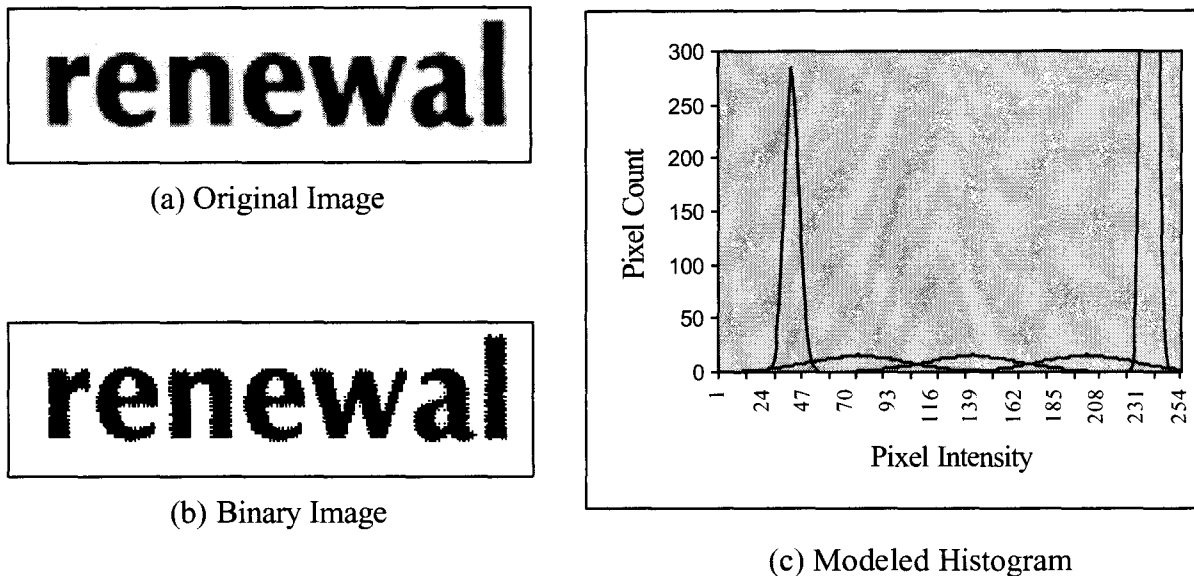 renewal
(a) Original Image
renewal
(b) Binary Image
300
250
200
150
100
50
0
Pixel Count
1 24 47 70 93 116 139 162 185 208 231 254
Pixel Intensity
(c) Modeled Histogram